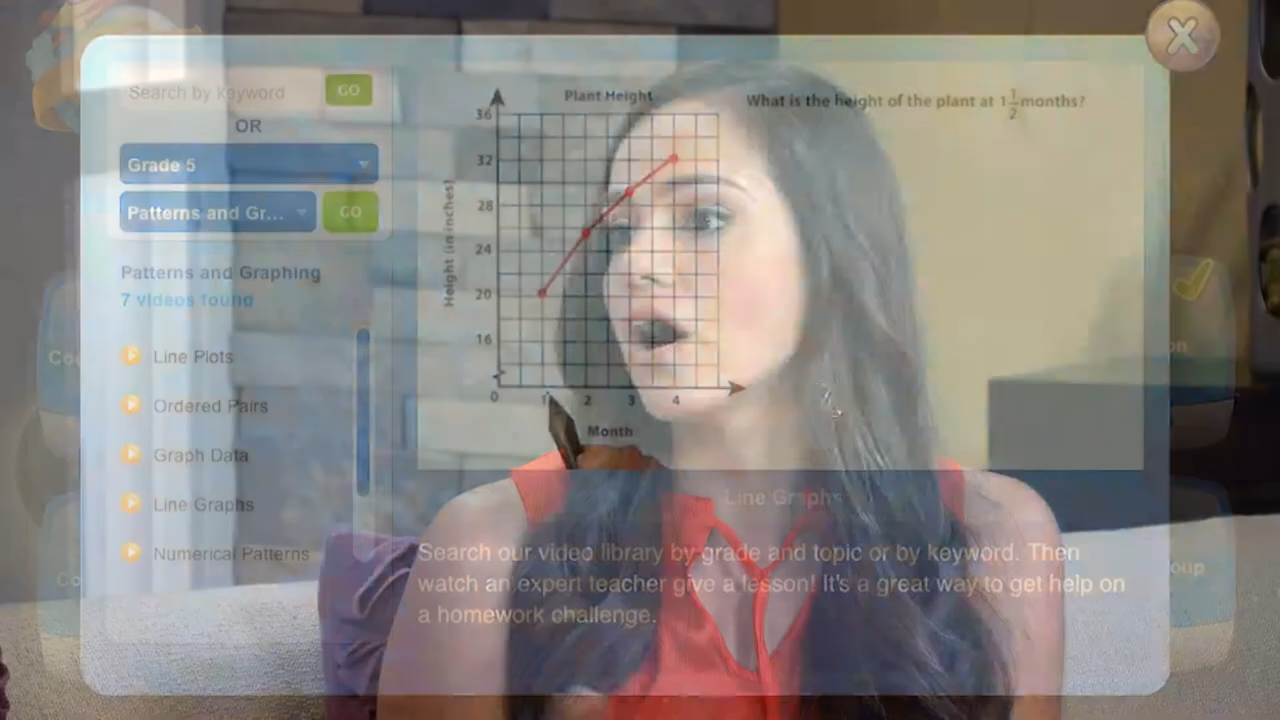 Search by keyword
GO
OR
Grade 5
Patterns and Gr...
GO
Patterns and Graphing
7 videos found
Line Plots
Ordered Pairs
Graph Data
Line Graphs
Numerical Patterns
Plant Height
What is the height of the plant at 1 1/2 months?
36
32
28
24
20
16
0
1
2
3
4
Height (in inches)
Month
Line Graphs
Search our video library by grade and topic or by keyword. Then
watch an expert teacher give a lesson! It's a great way to get help on
a homework challenge.